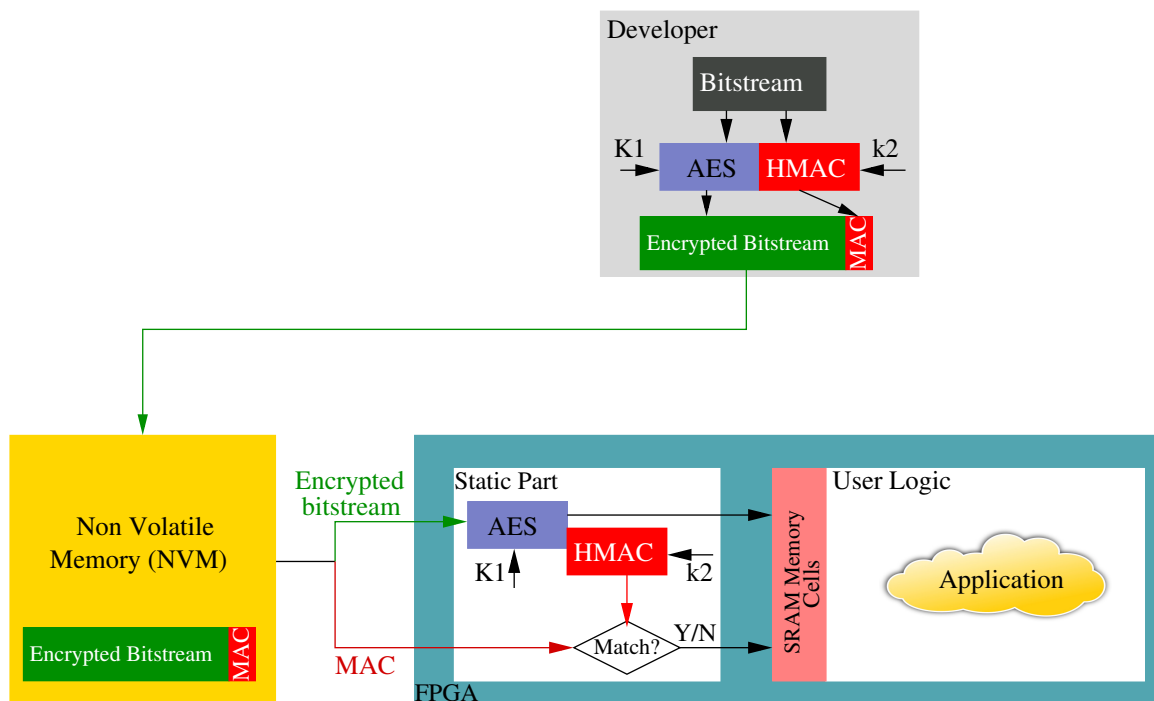 Developer
Bitstream
K1
AES
HMAC
k2
Encrypted Bitstream
MAC
Non Volatile
Memory (NVM)
Encrypted Bitstream
MAC
Encrypted
bitstream
MAC
FPGA
Static Part
AES
HMAC
K1
k2
Match?
Y/N
SRAM Memory
Cells
User Logic
Application